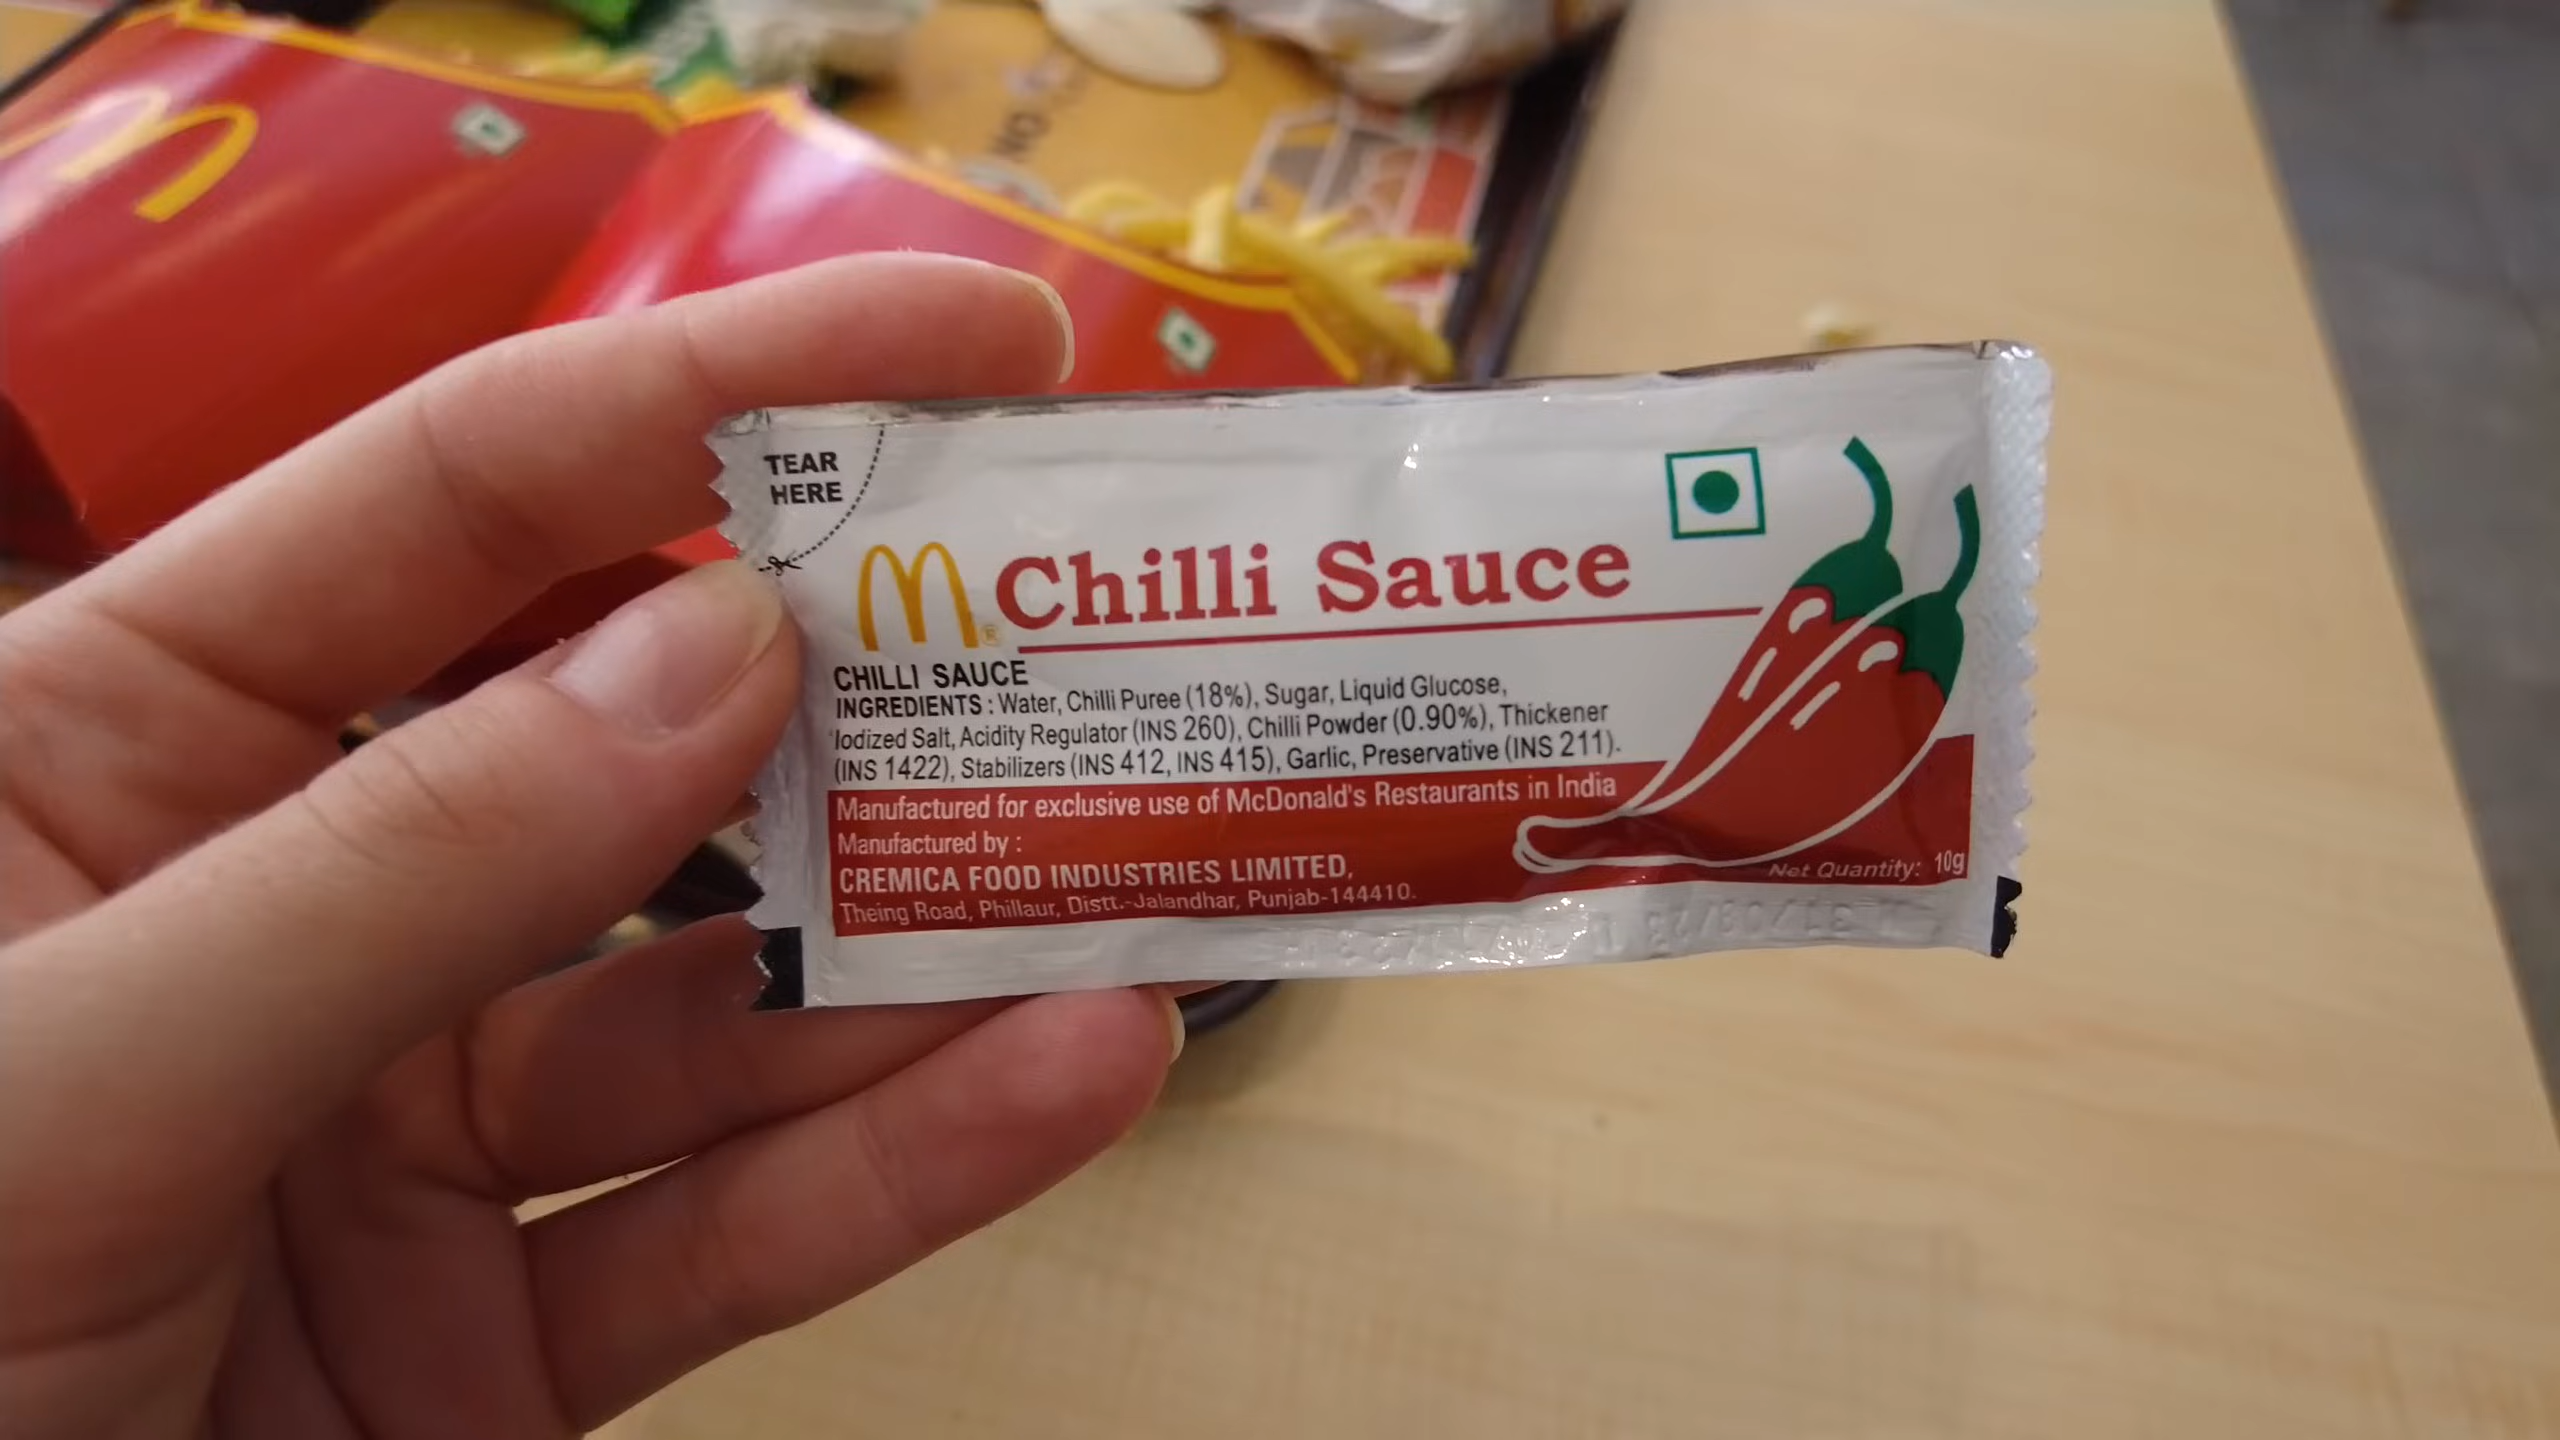 TEAR
HERE
Chilli Sauce
CHILLI SAUCE
INGREDIENTS : Water, Chilli Puree (18%), Sugar, Liquid Glucose,
Iodized Salt, Acidity Regulator (INS 260), Chilli Powder (0.90%), Thickener
(INS 1422), Stabilizers (INS 412, INS 415), Garlic, Preservative (INS 211).
Manufactured for exclusive use of McDonald's Restaurants in India
Manufactured by :
CREMICA FOOD INDUSTRIES LIMITED,
Theing Road, Phillaur, Distt.-Jalandhar, Punjab-144410.
Net Quantity: 10g